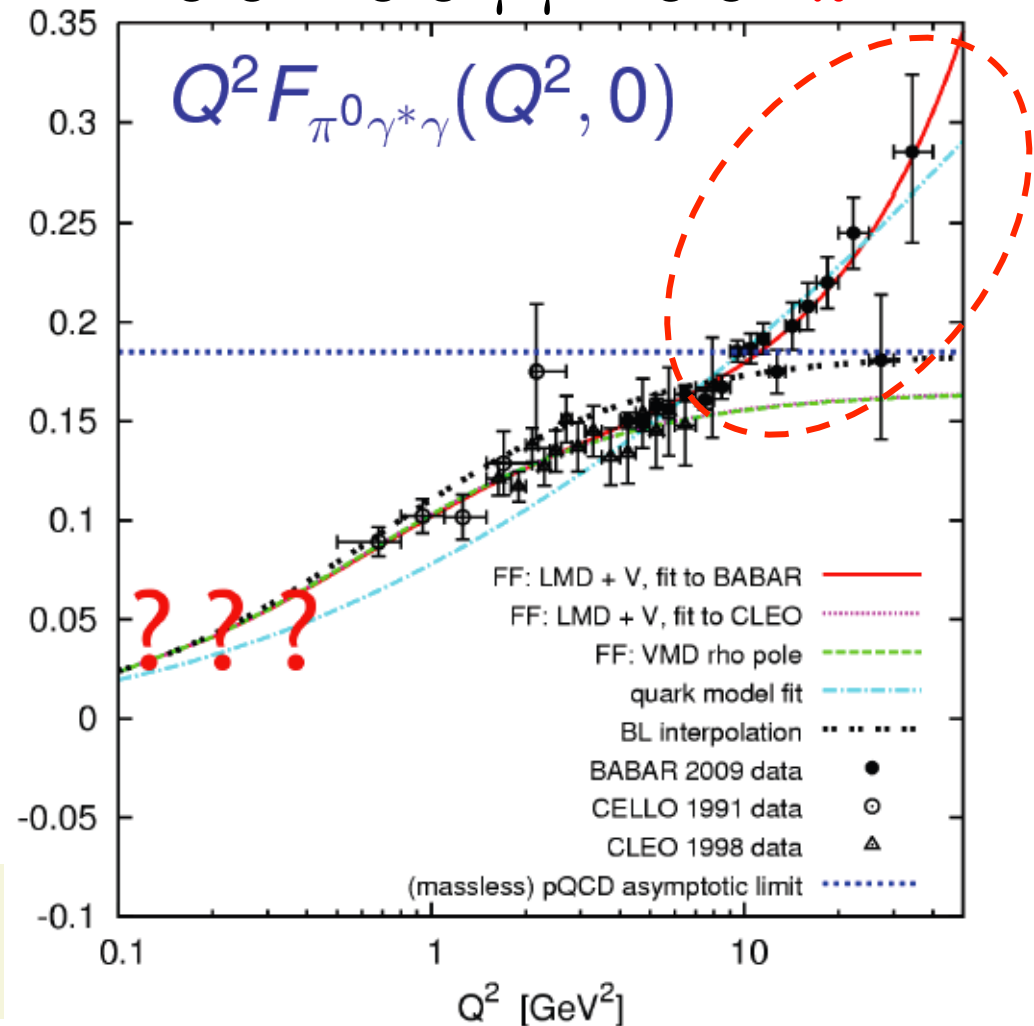 Q²F_{π⁰γ*γ}(Q², 0)
0.35
0.3
0.25
0.2
0.15
0.1
0.05
0
-0.05
-0.1
? ? ?
FF: LMD + V, fit to BABAR
FF: LMD + V, fit to CLEO
FF: VMD rho pole
quark model fit
BL interpolation
BABAR 2009 data
CELLO 1991 data
CLEO 1998 data
(massless) pQCD asymptotic limit
0.1 1 10
Q² [GeV²]